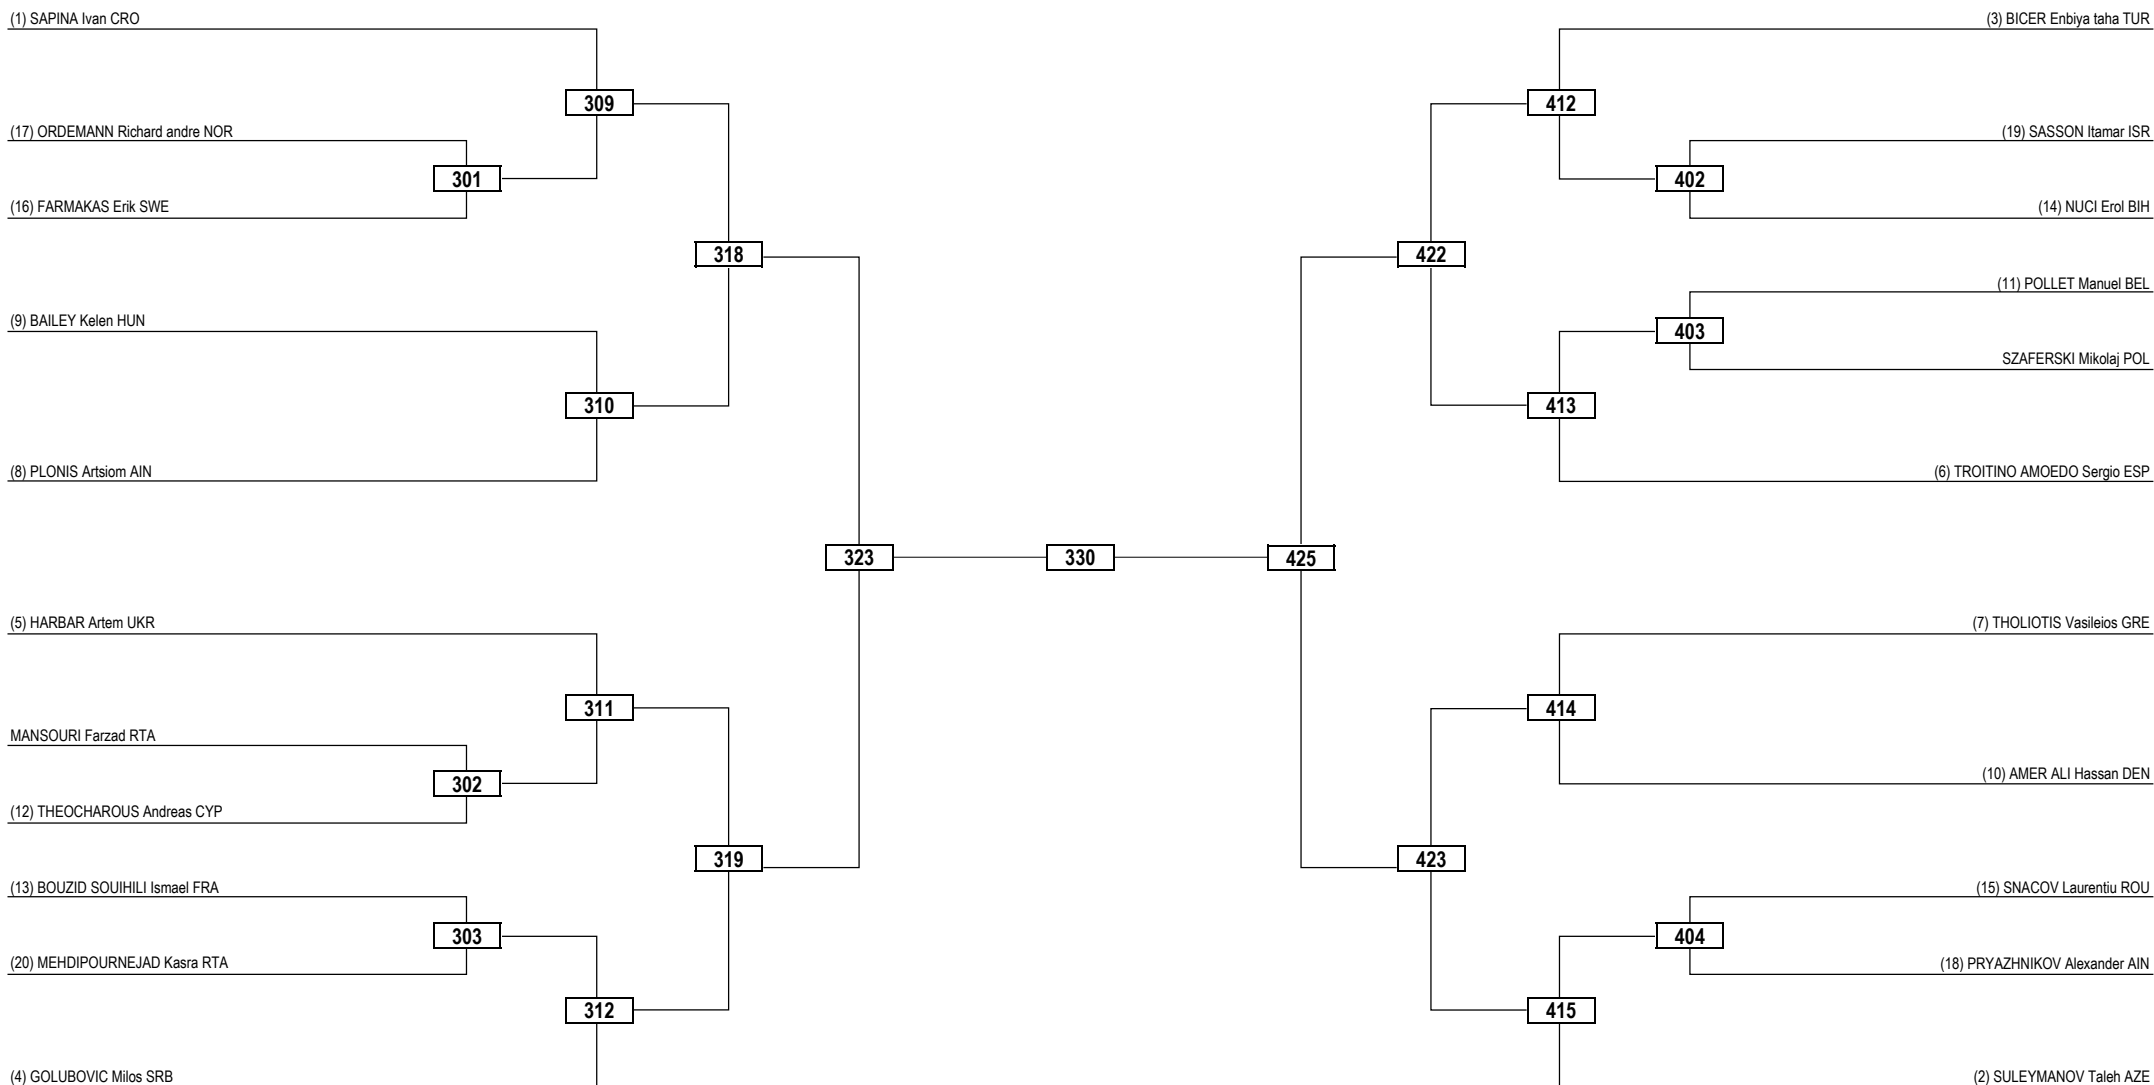 (1) SAPINA Ivan CRO
(17) ORDEMANN Richard andre NOR
(16) FARMAKAS Erik SWE
(9) BAILEY Kelen HUN
(8) PLONIS Artsiom AIN
(5) HARBAR Artem UKR
MANSOURI Farzad RTA
(12) THEOCHAROUS Andreas CYP
(13) BOUZID SOUIHILI Ismael FRA
(20) MEHDIPOURNEJAD Kasra RTA
(4) GOLUBOVIC Milos SRB
301
302
303
309
310
311
312
318
319
323
330
425
422
423
412
413
414
415
402
403
404
(3) BICER Enbiya taha TUR
(19) SASSON Itamar ISR
(14) NUCI Erol BIH
(11) POLLET Manuel BEL
SZAFERSKI Mikolaj POL
(6) TROITINO AMOEDO Sergio ESP
(7) THOLIOTIS Vasileios GRE
(10) AMER ALI Hassan DEN
(15) SNACOV Laurentiu ROU
(18) PRYAZHNIKOV Alexander AIN
(2) SULEYMANOV Taleh AZE